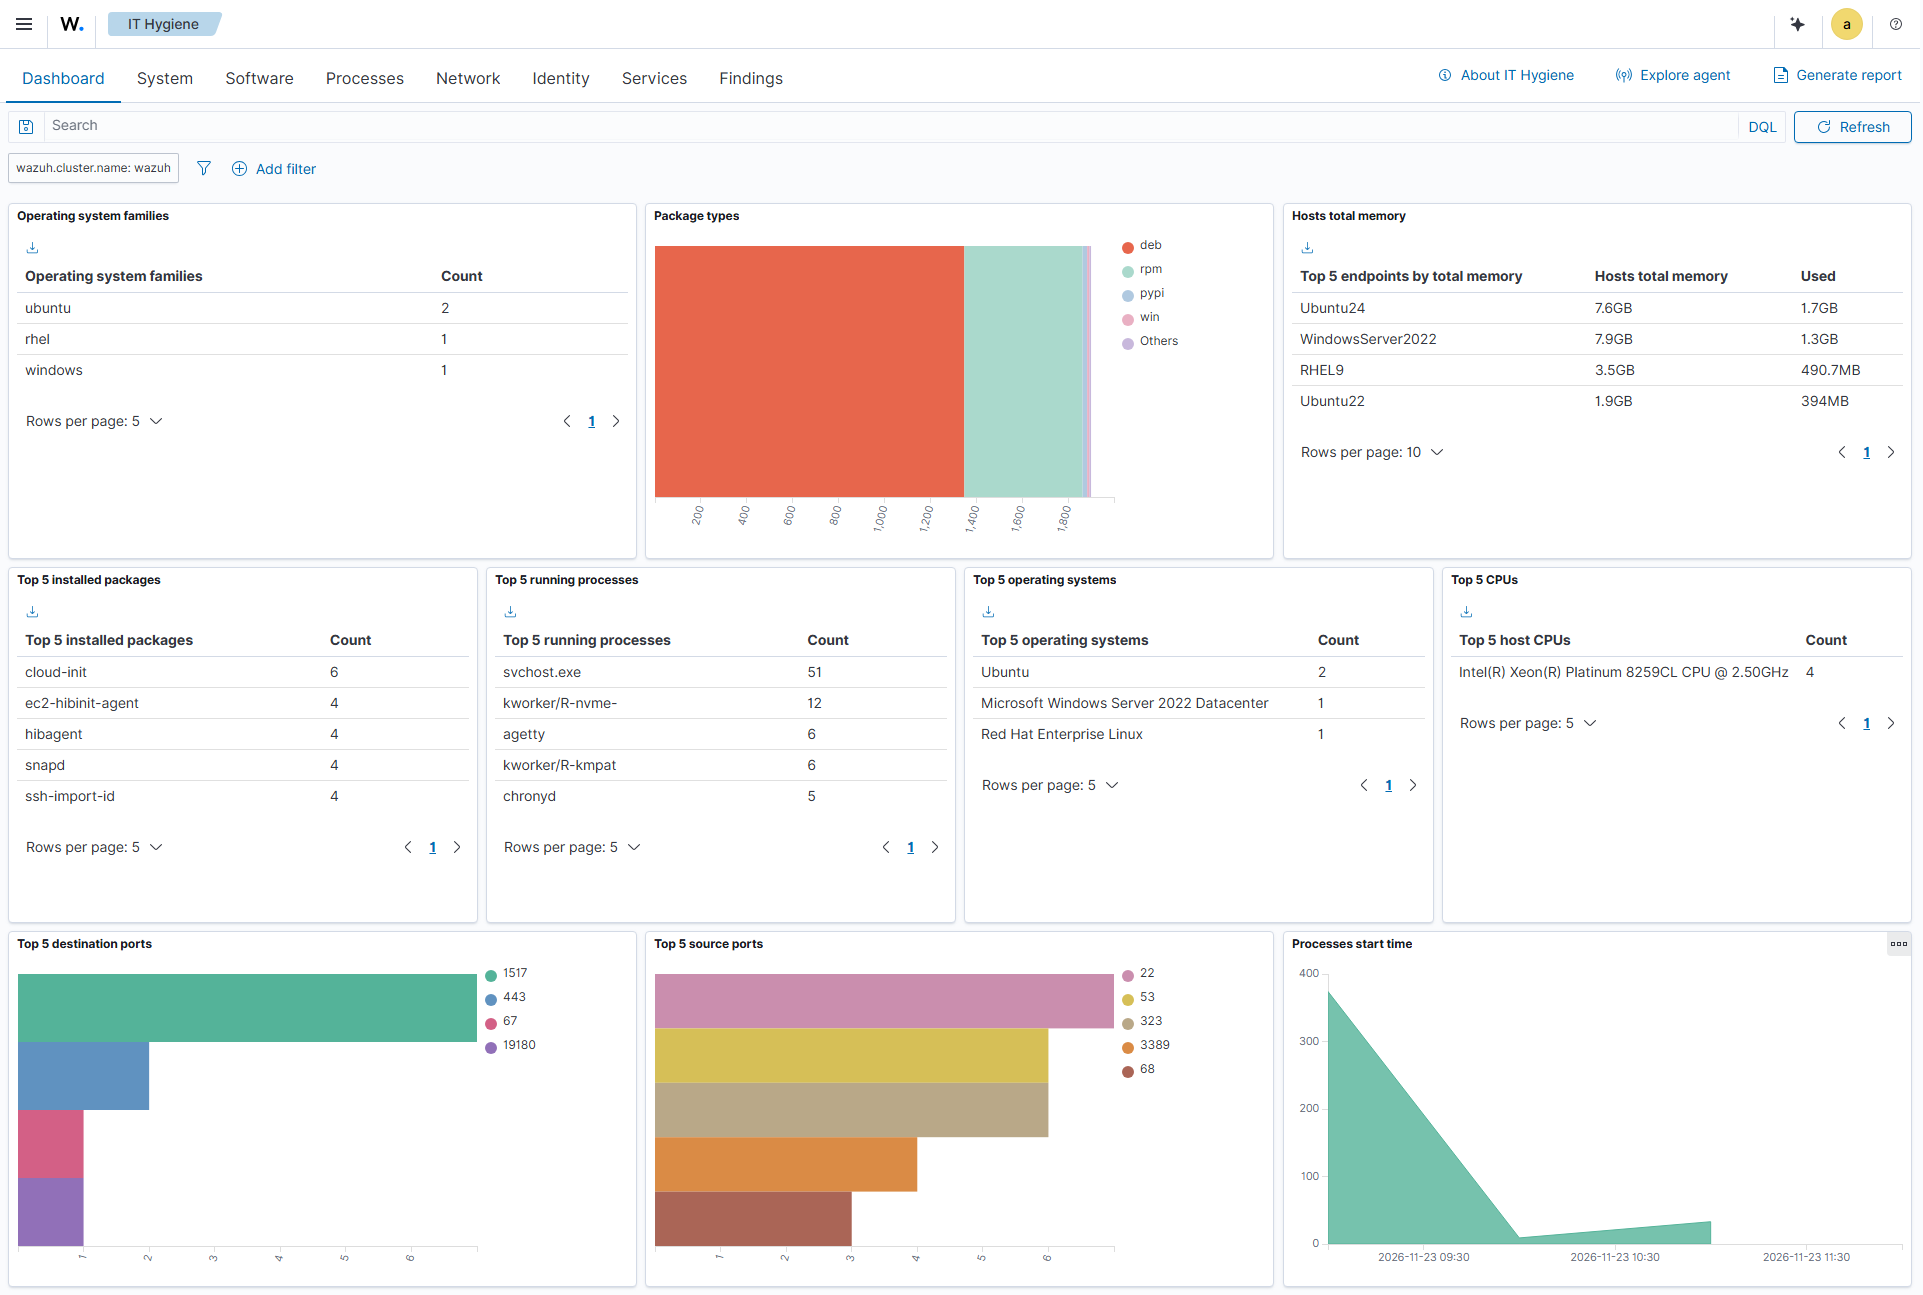 W.
IT Hygiene
a
Dashboard System Software Processes Network Identity Services Findings
About IT Hygiene Explore agent Generate report
Search
DQL
Refresh
wazuh.cluster.name: wazuh
Add filter
Operating system families
Operating system families Count
ubuntu 2
rhel 1
windows 1
Rows per page: 5
1
Package types
deb
rpm
pypi
win
Others
200 400 600 800 1,000 1,200 1,400 1,600 1,800
Hosts total memory
Top 5 endpoints by total memory Hosts total memory Used
Ubuntu24 7.6GB 1.7GB
WindowsServer2022 7.9GB 1.3GB
RHEL9 3.5GB 490.7MB
Ubuntu22 1.9GB 394MB
Rows per page: 10
1
Top 5 installed packages
Top 5 installed packages Count
cloud-init 6
ec2-hibinit-agent 4
hibagent 4
snapd 4
ssh-import-id 4
Rows per page: 5
1
Top 5 running processes
Top 5 running processes Count
svchost.exe 51
kworker/R-nvme- 12
agetty 6
kworker/R-kmpat 6
chronyd 5
Rows per page: 5
1
Top 5 operating systems
Top 5 operating systems Count
Ubuntu 2
Microsoft Windows Server 2022 Datacenter 1
Red Hat Enterprise Linux 1
Rows per page: 5
1
Top 5 CPUs
Top 5 host CPUs Count
Intel(R) Xeon(R) Platinum 8259CL CPU @ 2.50GHz 4
Rows per page: 5
1
Top 5 destination ports
1517
443
67
19180
1 2 3 4 5 6
Top 5 source ports
22
53
323
3389
68
1 2 3 4 5 6
Processes start time
400
300
200
100
0
2026-11-23 09:30 2026-11-23 10:30 2026-11-23 11:30